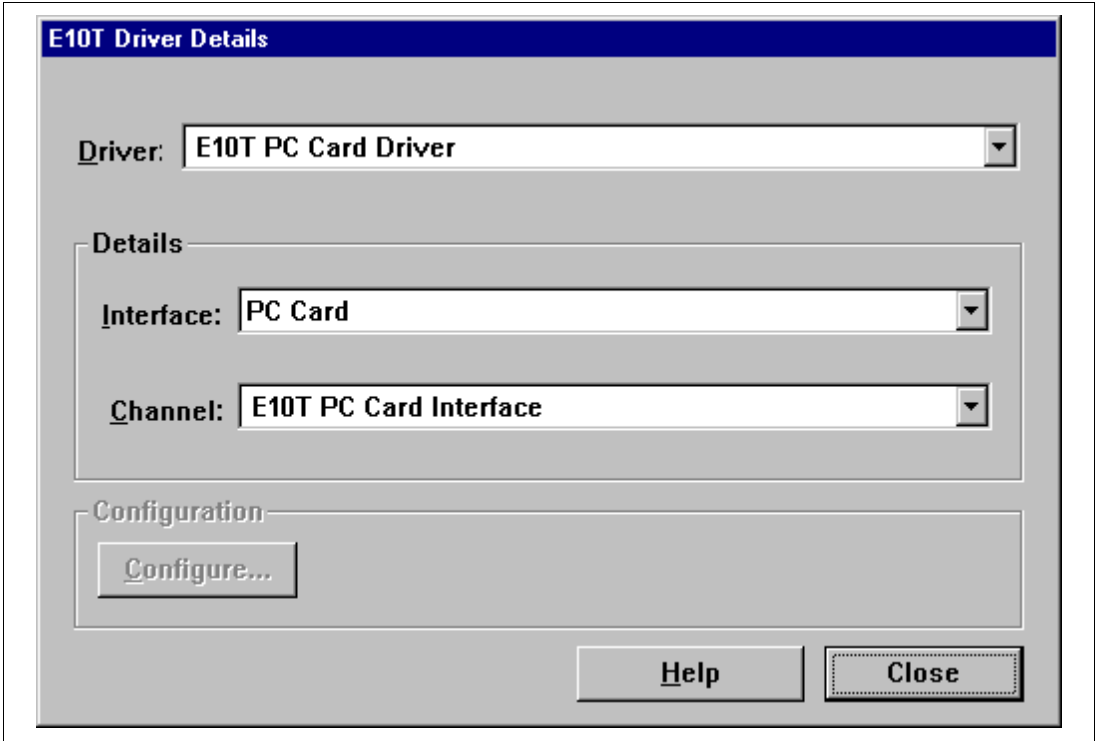 E10T Driver Details
Driver: E10T PC Card Driver
Details
Interface: PC Card
Channel: E10T PC Card Interface
Configuration
Configure...
Help Close